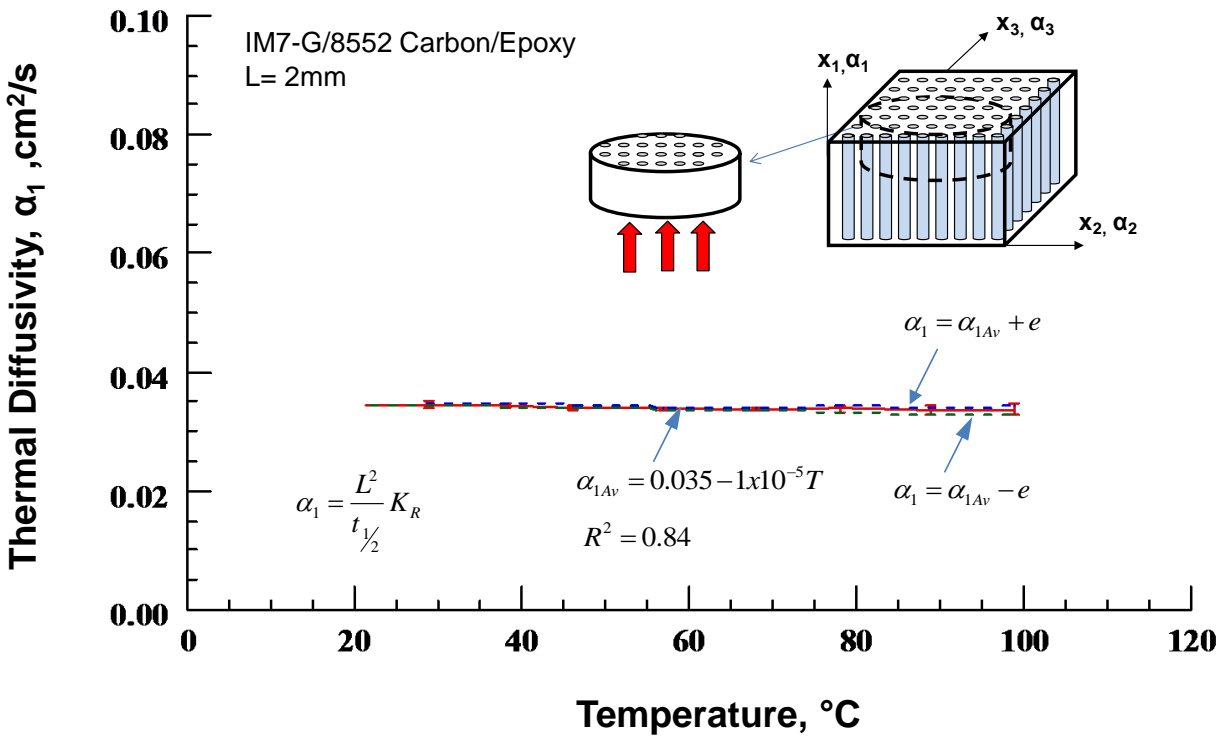 Thermal Diffusivity, α₁ ,cm²/s
0.10
0.08
0.06
0.04
0.02
0.00
IM7-G/8552 Carbon/Epoxy
L= 2mm
x₃, α₃
x₁,α₁
x₂, α₂
α₁ = α₁Av + e
α₁Av = 0.035 – 1x10⁻⁵T
R² = 0.84
α₁ = α₁Av – e
α₁ = L²/t½ K_R
0
20
40
60
80
100
120
Temperature, °C